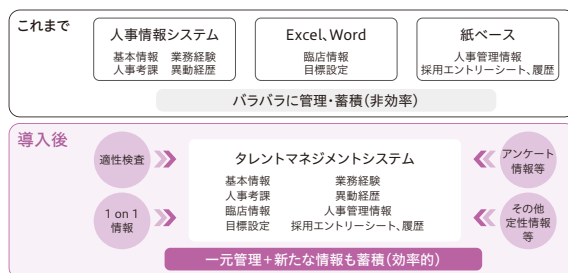 これまで
人事情報システム
基本情報 業務経験
人事考課 異動経歴
Excel、Word
臨店情報
目標設定
紙ベース
人事管理情報
採用エントリーシート、履歴
バラバラに管理・蓄積(非効率)
導入後
適性検査
1 on 1
情報
タレントマネジメントシステム
基本情報 業務経験
人事考課 異動経歴
臨店情報 人事管理情報
目標設定 採用エントリーシート、履歴
アンケート
情報等
その他
定性情報
等
一元管理+新たな情報も蓄積(効率的)